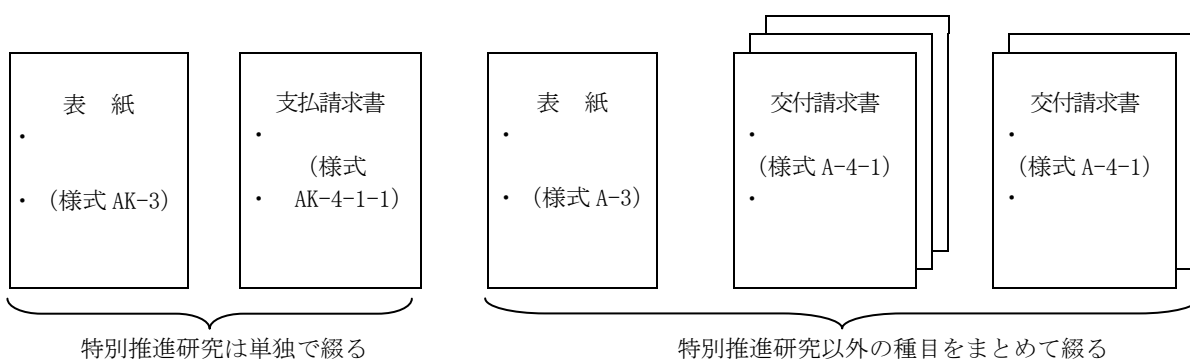 表　紙
・
・（様式 AK-3）
支払請求書
・
（様式
・ AK-4-1-1）
特別推進研究は単独で綴る
表　紙
・
・（様式 A-3）
交付請求書
・
（様式 A-4-1）
・
交付請求書
・
（様式 A-4-1）
・
特別推進研究以外の種目をまとめて綴る